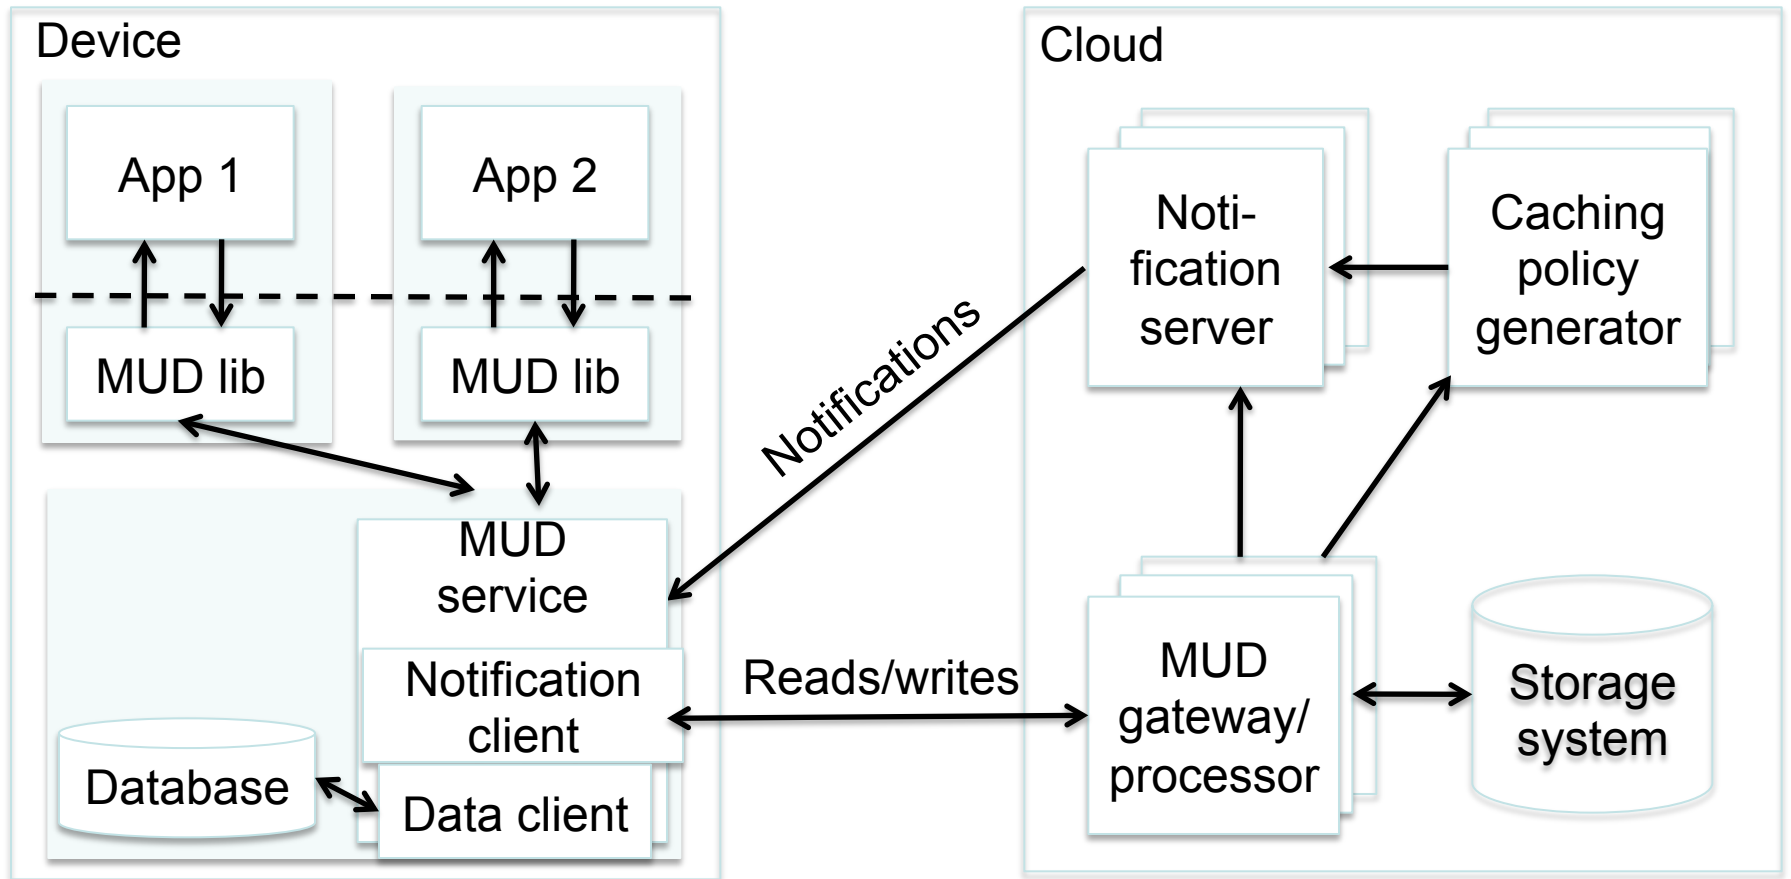 Device
App 1
App 2
MUD lib
MUD lib
MUD
service
Notification
client
Data client
Database
Notifications
Reads/writes
Cloud
Noti-
fication
server
Caching
policy
generator
MUD
gateway/
processor
Storage
system